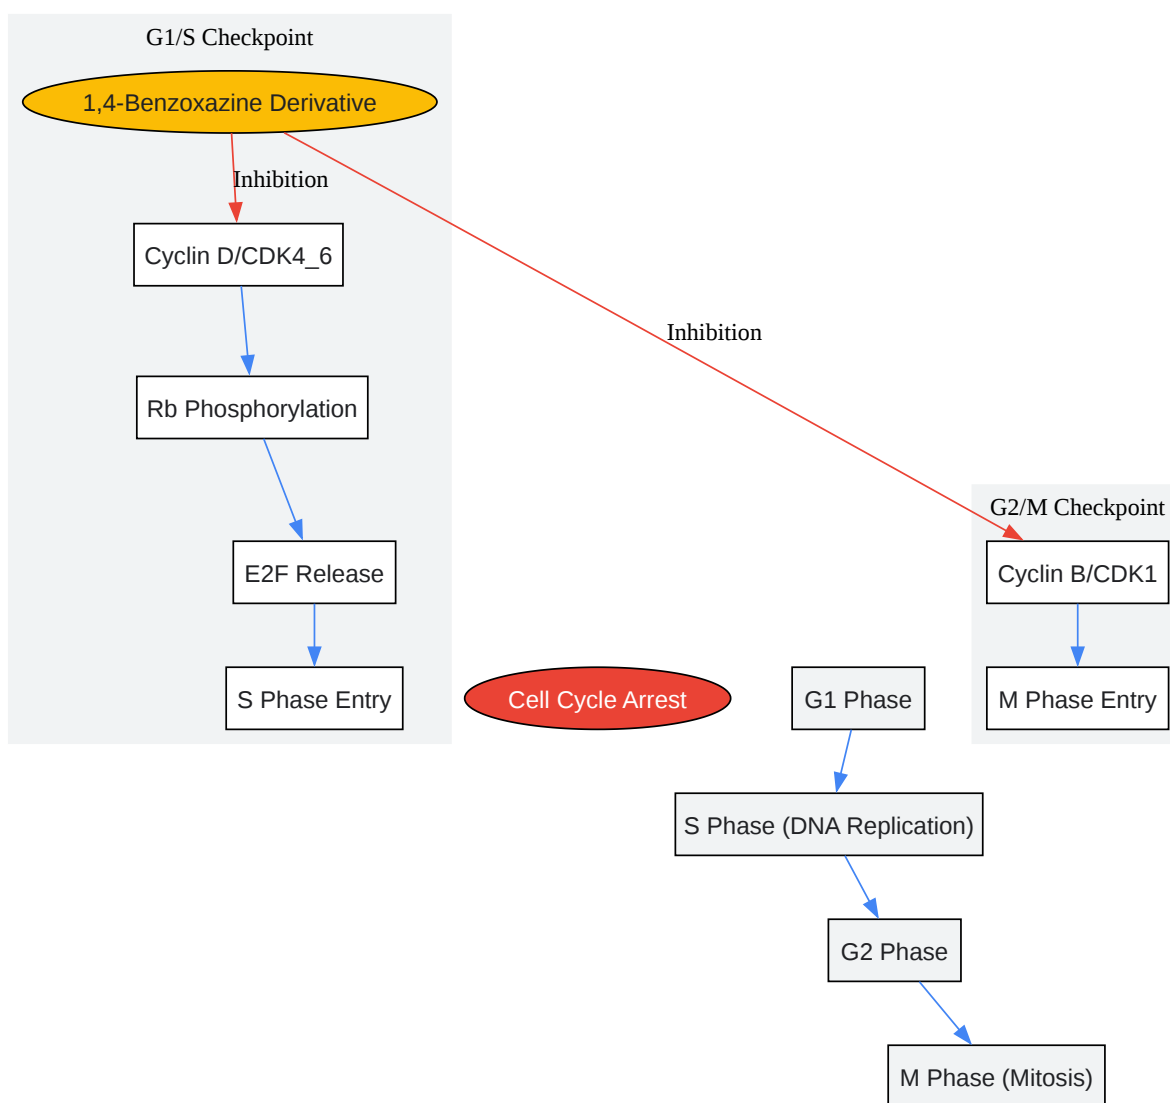 G1/S Checkpoint
1,4-Benzoxazine Derivative
Inhibition
Cyclin D/CDK4_6
Inhibition
Rb Phosphorylation
G2/M Checkpoint
E2F Release
Cyclin B/CDK1
S Phase Entry
Cell Cycle Arrest
G1 Phase
M Phase Entry
S Phase (DNA Replication)
G2 Phase
M Phase (Mitosis)